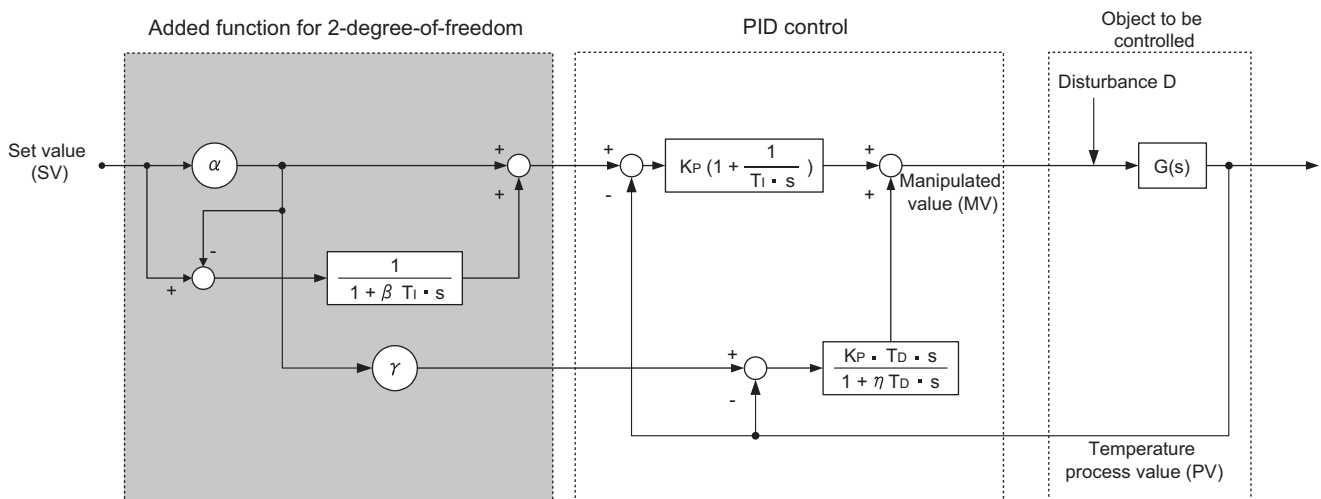 Added function for 2-degree-of-freedom
PID control
Object to be
controlled
Disturbance D
Set value
(SV)
α
+
+
+
-
KP (1 + 1 / TI・s )
+
+
Manipulated
value (MV)
G(s)
-
+
1
1 + β TI・s
γ
+
-
KP・TD・s
1 + η TD・s
Temperature
process value (PV)